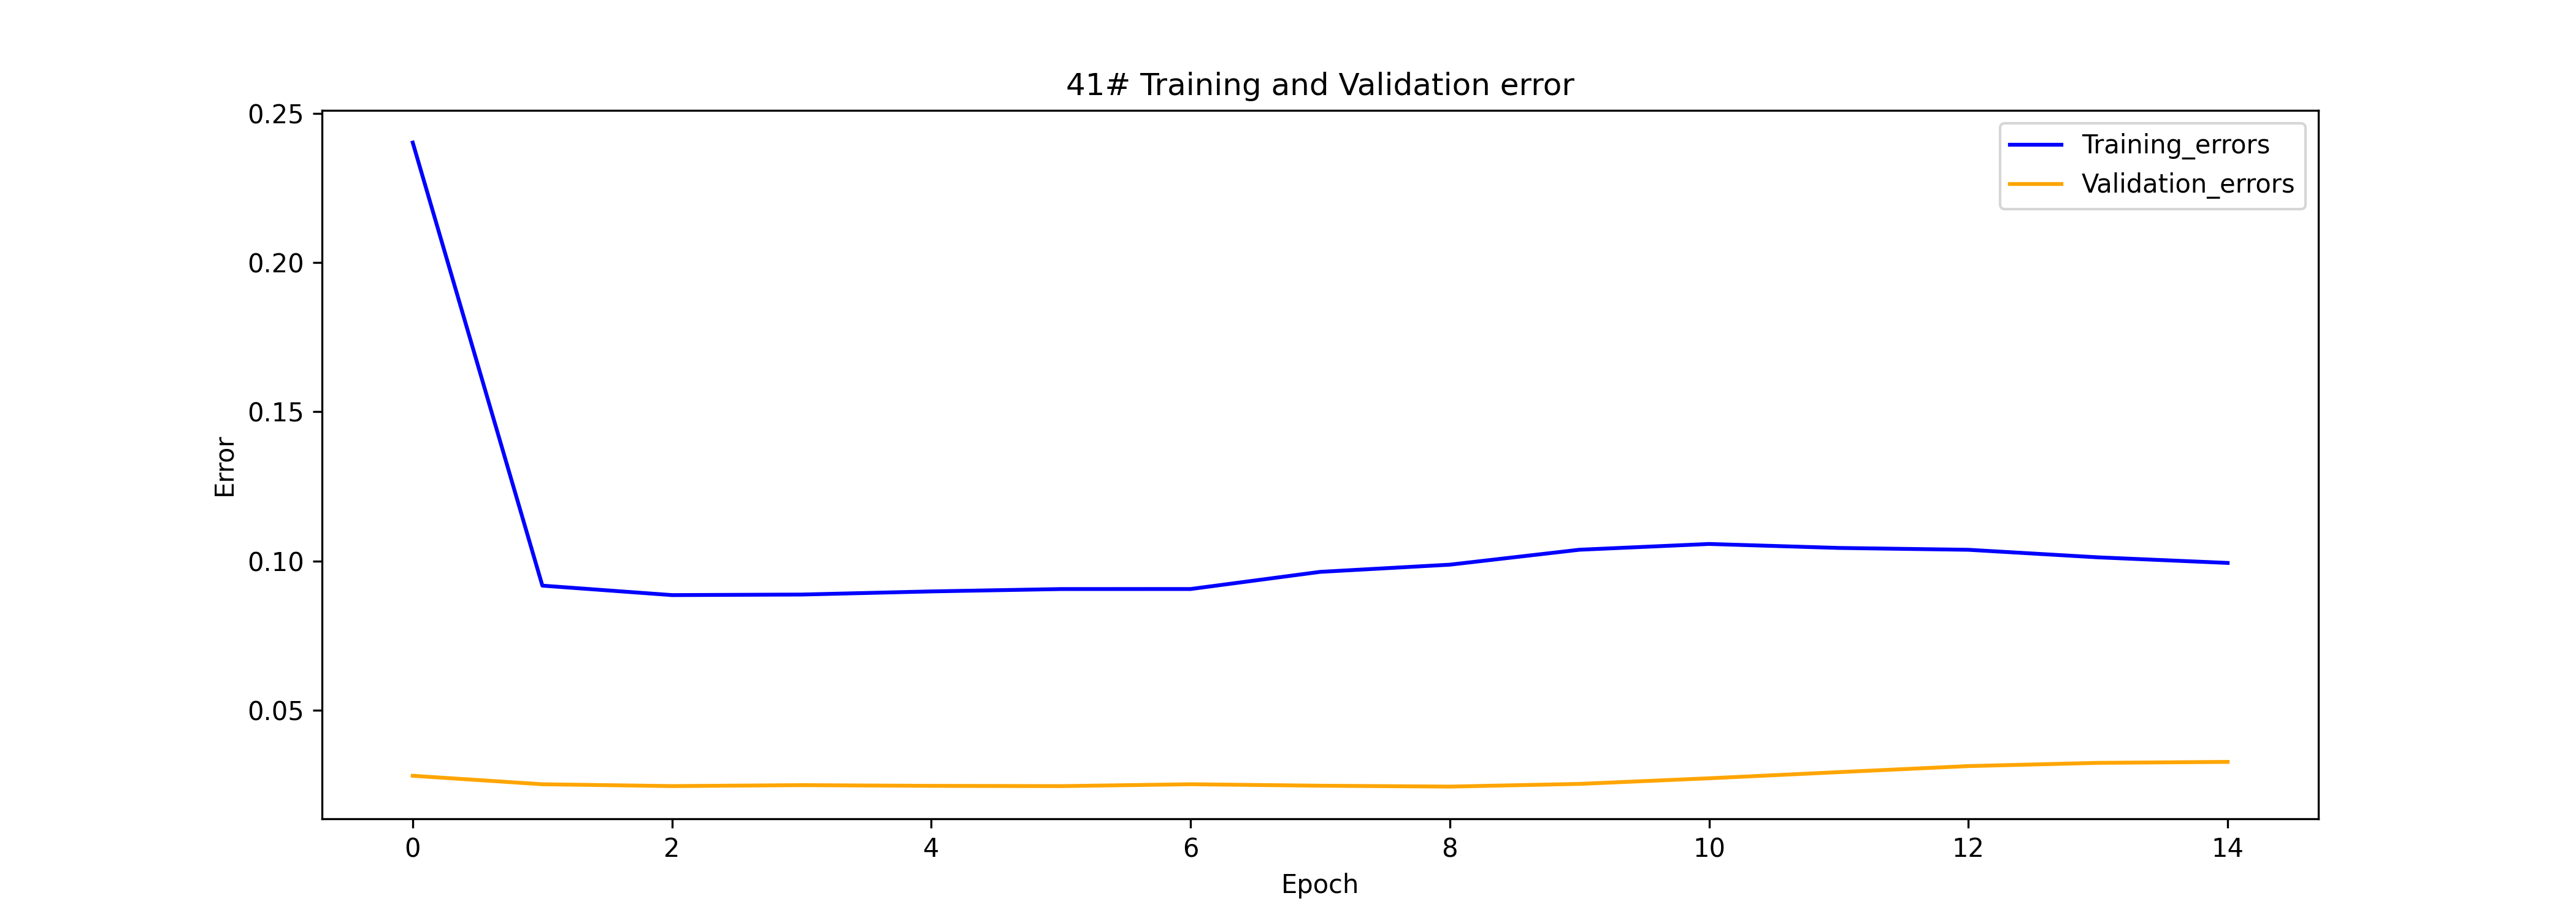 41# Training and Validation error
Training_errors
Validation_errors
Error
0.25
0.20
0.15
0.10
0.05
0 2 4 6 8 10 12 14
Epoch